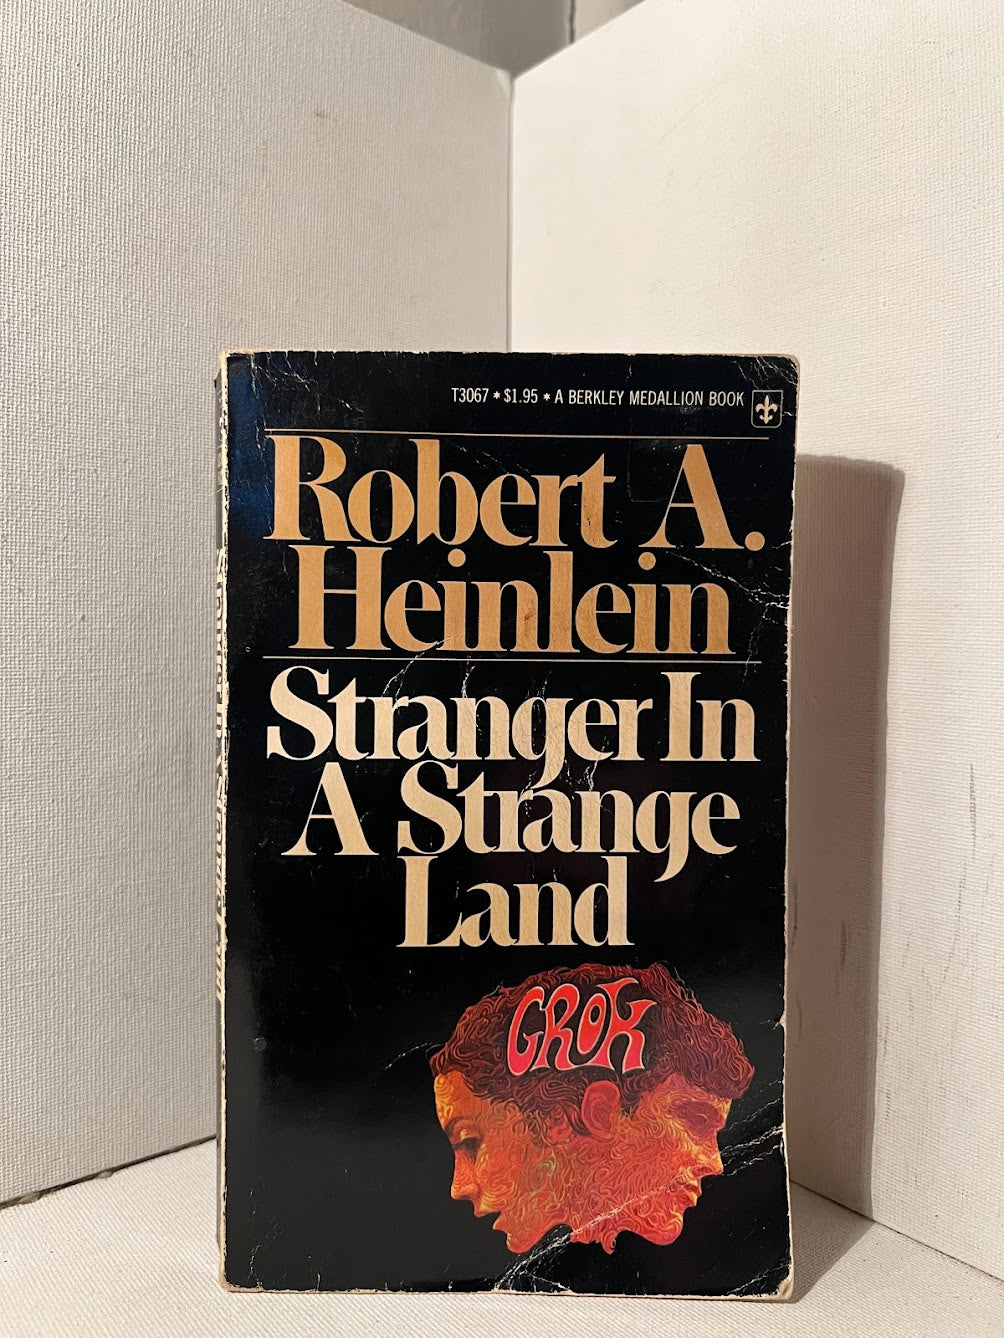 T3067 * $1.95 * A BERKLEY MEDALLION BOOK
Robert A.
Heinlein
Stranger In
A Strange
Land
GROK